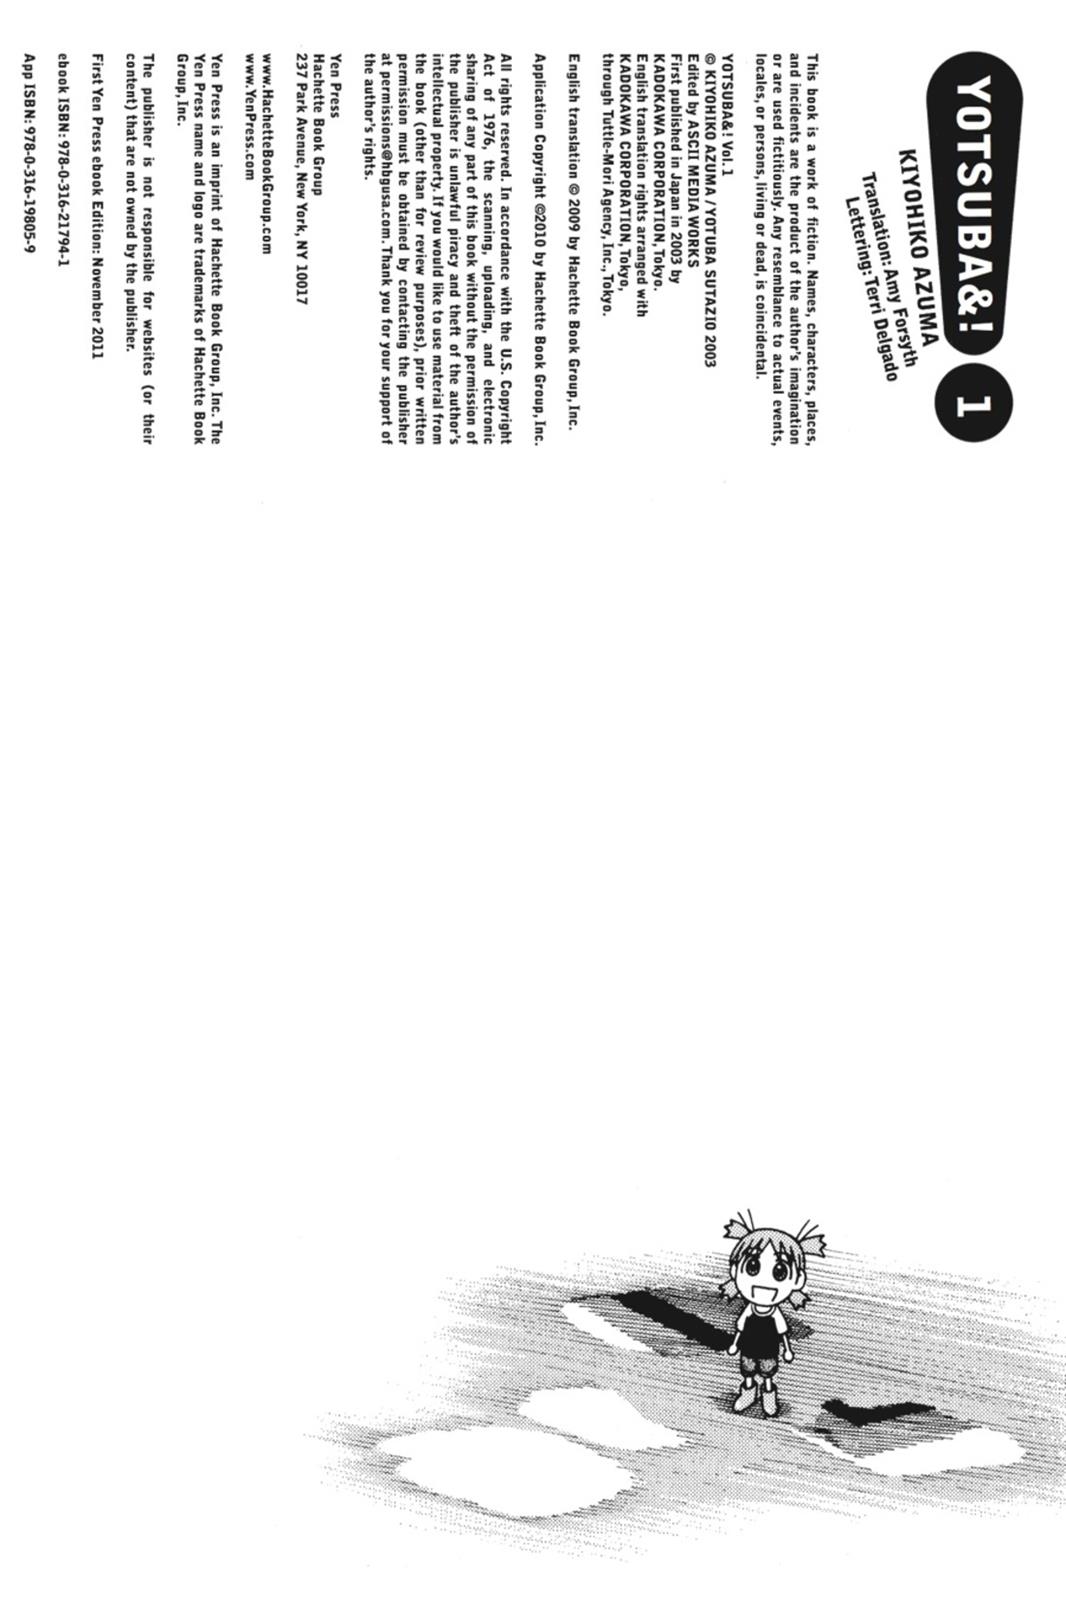 YOTSUBA&! 1
KIYOHIKO AZUMA
Translation: Amy Forsyth
Lettering: Terri Delgado
This book is a work of fiction. Names, characters, places,
and incidents are the product of the author's imagination
or are used fictitiously. Any resemblance to actual events,
locales, or persons, living or dead, is coincidental.
YOTSUBA&! Vol. 1
© KIYOHIKO AZUMA / YOTUBA SUTAZIO 2003
Edited by ASCII MEDIA WORKS
First published in Japan in 2003 by
KADOKAWA CORPORATION, Tokyo.
English translation rights arranged with
KADOKAWA CORPORATION, Tokyo,
through Tuttle-Mori Agency, Inc., Tokyo.
English translation © 2009 by Hachette Book Group, Inc.
Application Copyright ©2010 by Hachette Book Group, Inc.
All rights reserved. In accordance with the U.S. Copyright
Act of 1976, the scanning, uploading, and electronic
sharing of any part of this book without the permission of
the publisher is unlawful piracy and theft of the author's
intellectual property. If you would like to use material from
the book (other than for review purposes), prior written
permission must be obtained by contacting the publisher
at permissions@hbgusa.com. Thank you for your support of
the author's rights.
Yen Press
Hachette Book Group
237 Park Avenue, New York, NY 10017
www.HachetteBookGroup.com
www.YenPress.com
Yen Press is an imprint of Hachette Book Group, Inc. The
Yen Press name and logo are trademarks of Hachette Book
Group, Inc.
The publisher is not responsible for websites (or their
content) that are not owned by the publisher.
First Yen Press ebook Edition: November 2011
ebook ISBN: 978-0-316-21794-1
App ISBN: 978-0-316-19805-9